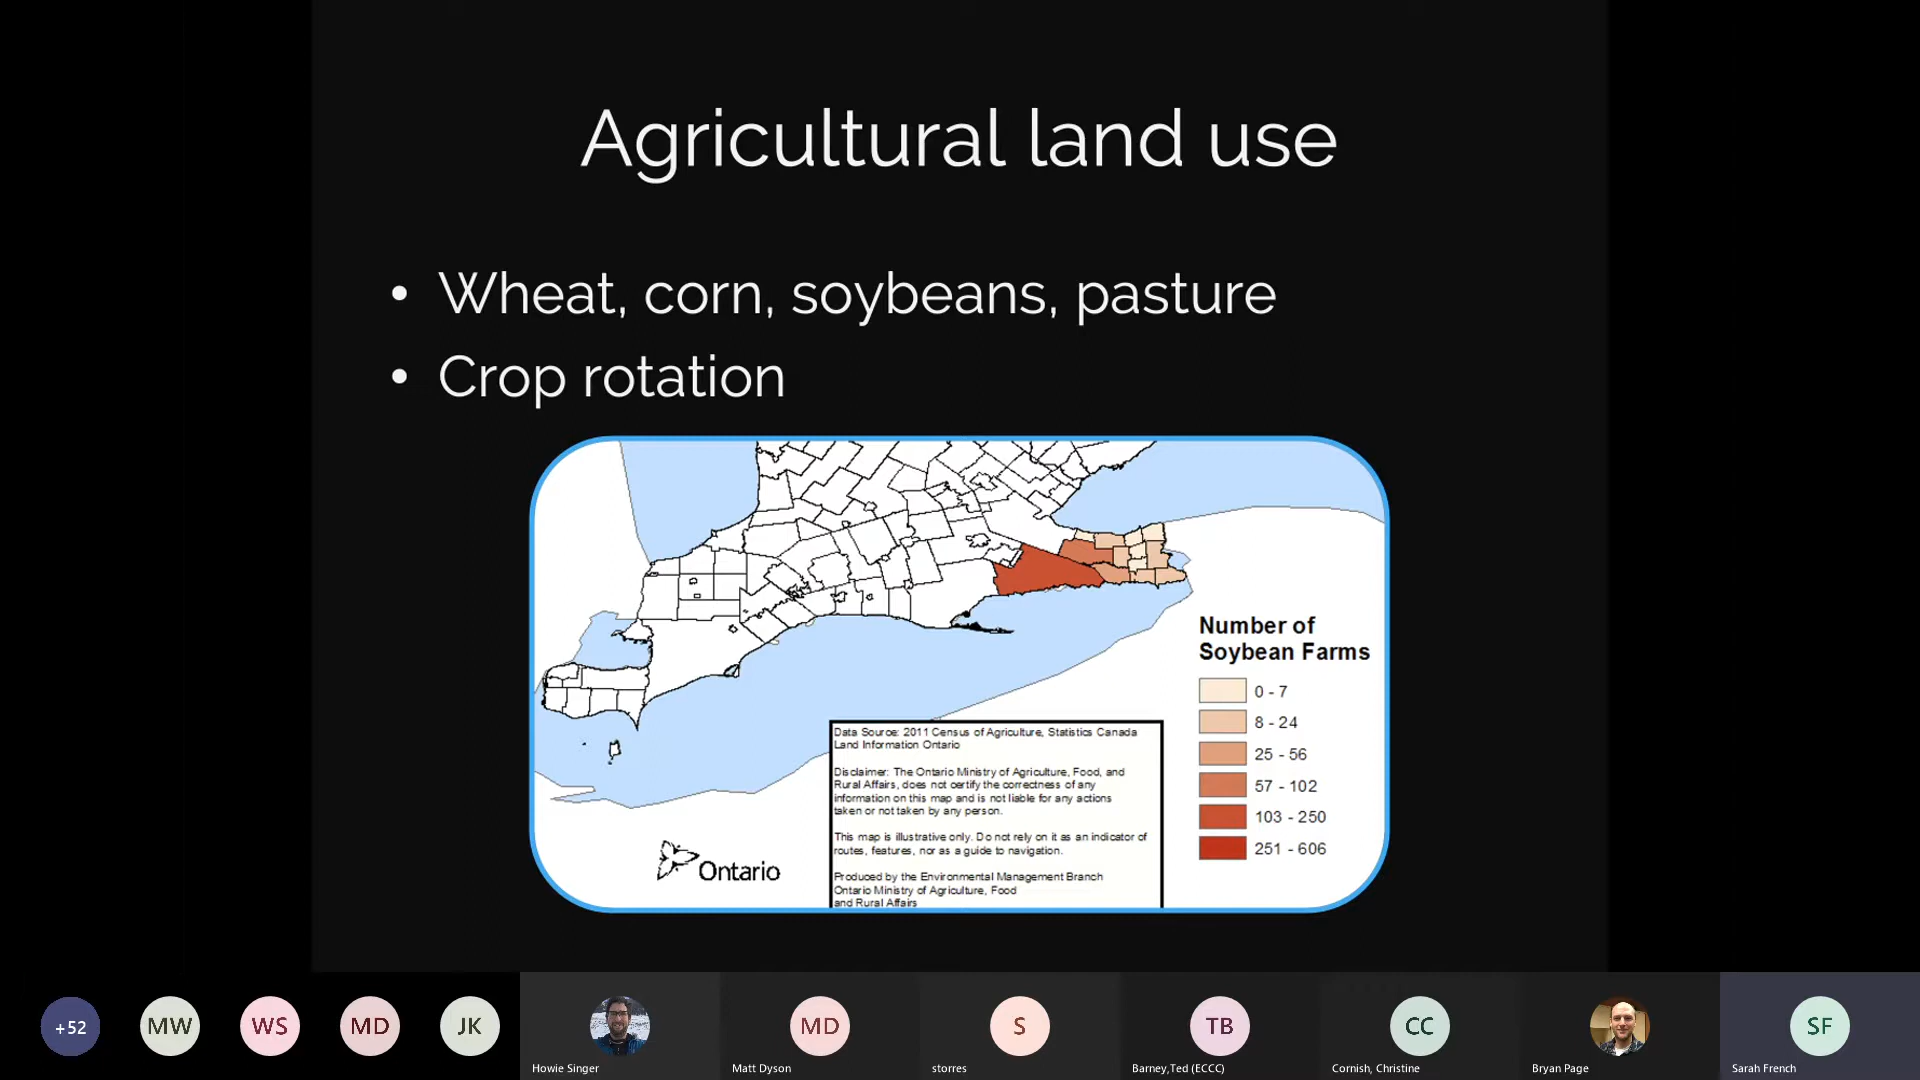 Agricultural land use
• Wheat, corn, soybeans, pasture
• Crop rotation
Number of
Soybean Farms
0 - 7
8 - 24
25 - 56
57 - 102
103 - 250
251 - 606
Data Source: 2011 Census of Agriculture, Statistics Canada
Land Information Ontario
Disclaimer: The Ontario Ministry of Agriculture, Food, and
Rural Affairs, does not certify the correctness of any
information on this map and is not liable for any actions
taken or not taken by any person.
This map is illustrative only. Do not rely on it as an indicator of
routes, features, nor as a guide to navigation.
Produced by the Environmental Management Branch
Ontario Ministry of Agriculture, Food
and Rural Affairs
Ontario
+52
MW
WS
MD
JK
Howie Singer
MD
Matt Dyson
S
storres
TB
Barney,Ted (ECCC)
CC
Cornish, Christine
Bryan Page
SF
Sarah French